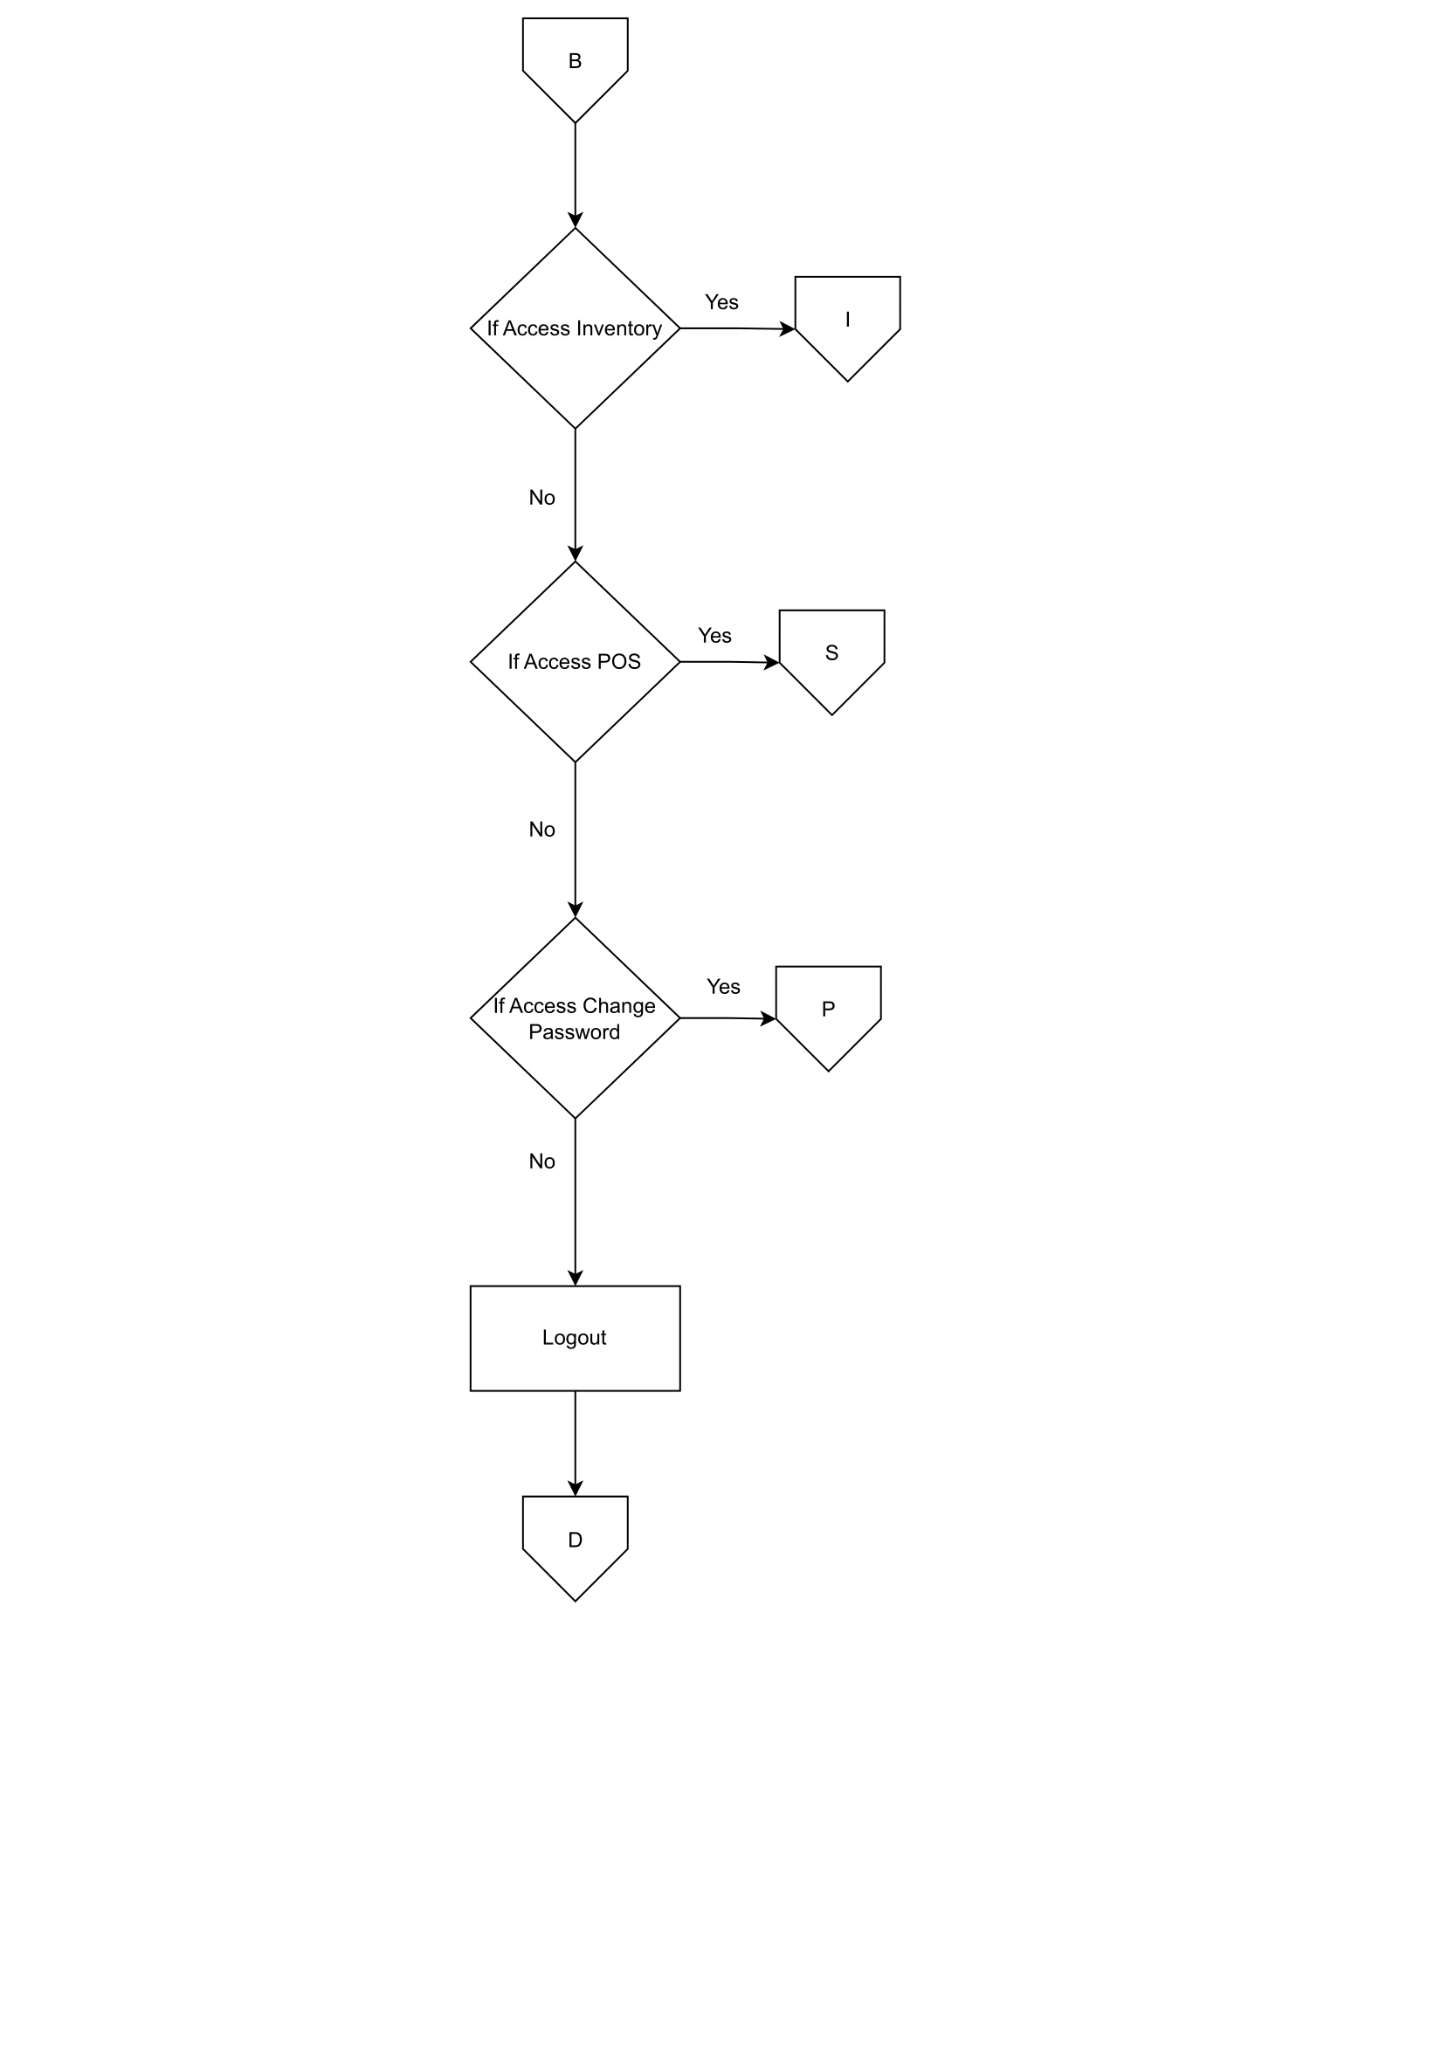 B
If Access Inventory
Yes
I
No
If Access POS
Yes
S
No
If Access Change
Password
Yes
P
No
Logout
D